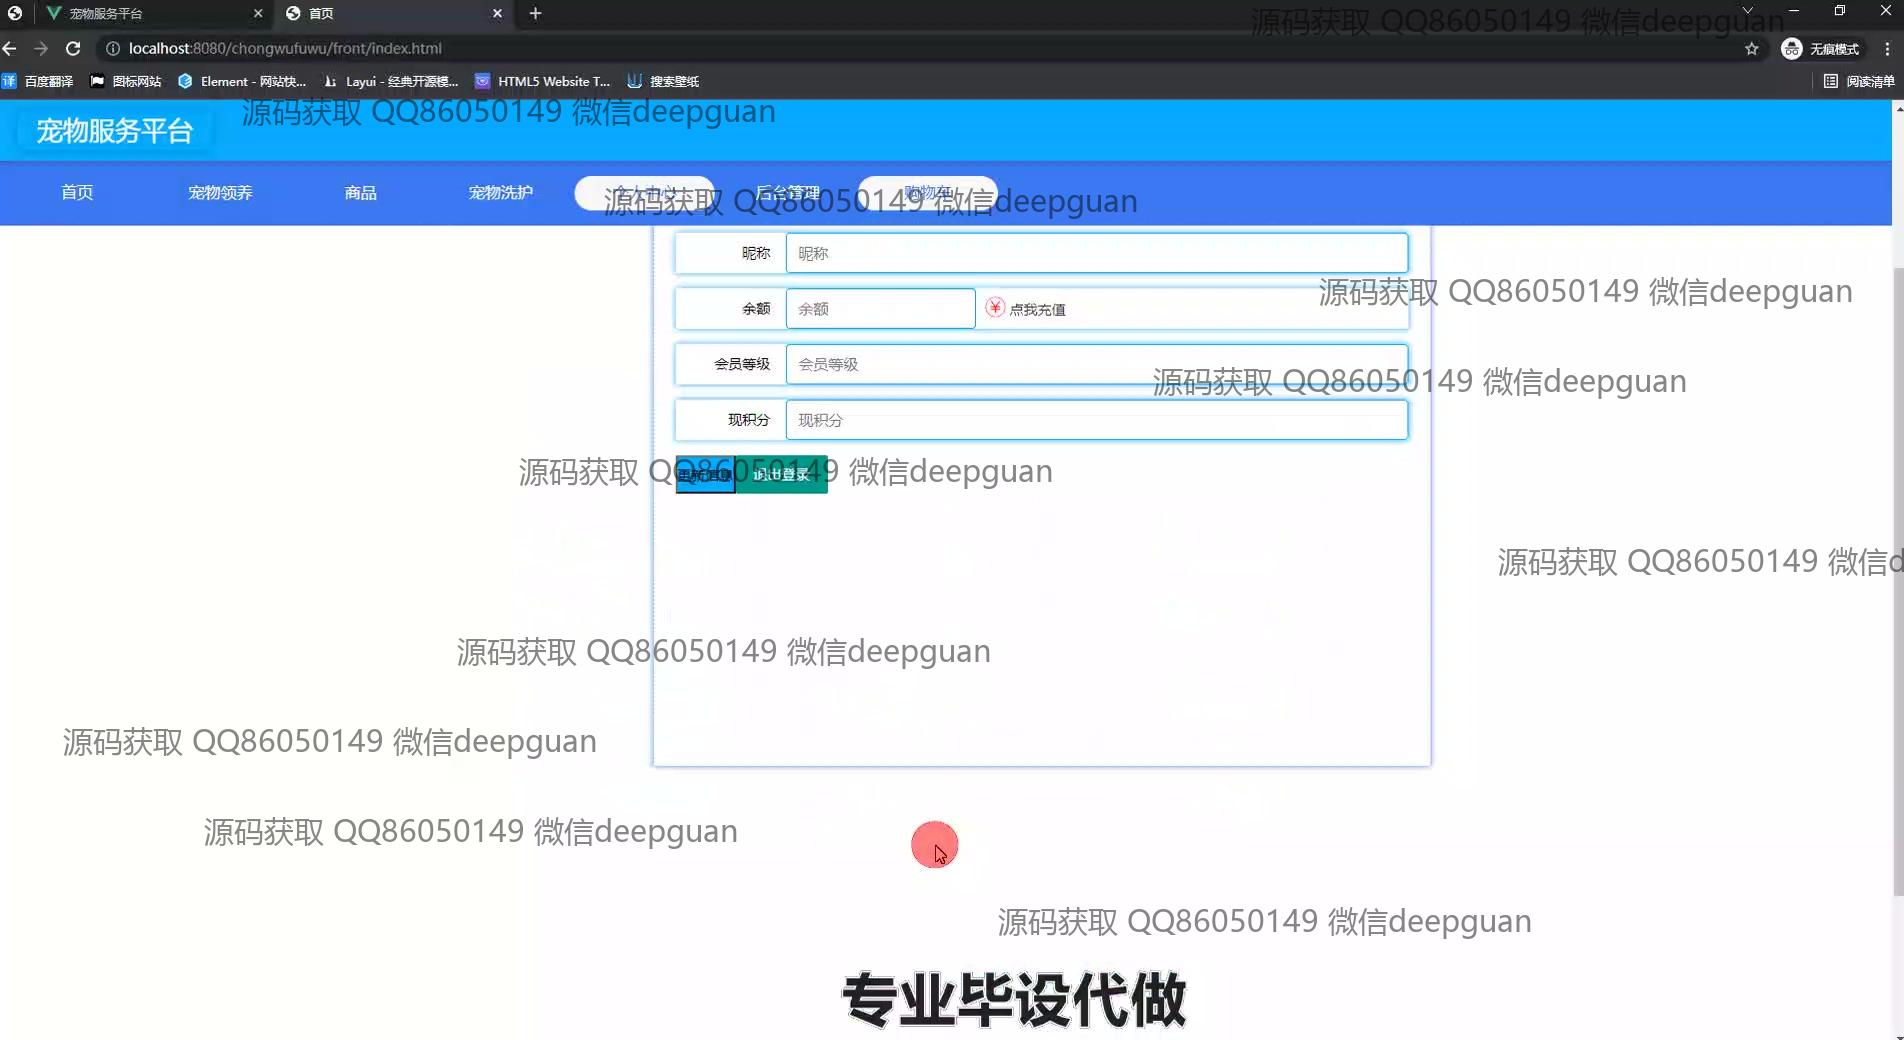 宠物服务平台
首页
源码获取 QQ86050149 微信deepguan
localhost:8080/chongwufuwu/front/index.html
无痕模式
百度翻译
图标网站
Element - 网站快...
Layui - 经典开源模...
HTML5 Website T...
搜索壁纸
阅读清单
宠物服务平台
源码获取 QQ86050149 微信deepguan
首页
宠物领养
商品
宠物洗护
个人中心
后台管理
购物车
源码获取 QQ86050149 微信deepguan
昵称
昵称
余额
余额
点我充值
源码获取 QQ86050149 微信deepguan
会员等级
会员等级
源码获取 QQ86050149 微信deepguan
现积分
现积分
更新信息
退出登录
源码获取 QQ86050149 微信deepguan
源码获取 QQ86050149 微信d
源码获取 QQ86050149 微信deepguan
源码获取 QQ86050149 微信deepguan
源码获取 QQ86050149 微信deepguan
源码获取 QQ86050149 微信deepguan
专业毕设代做